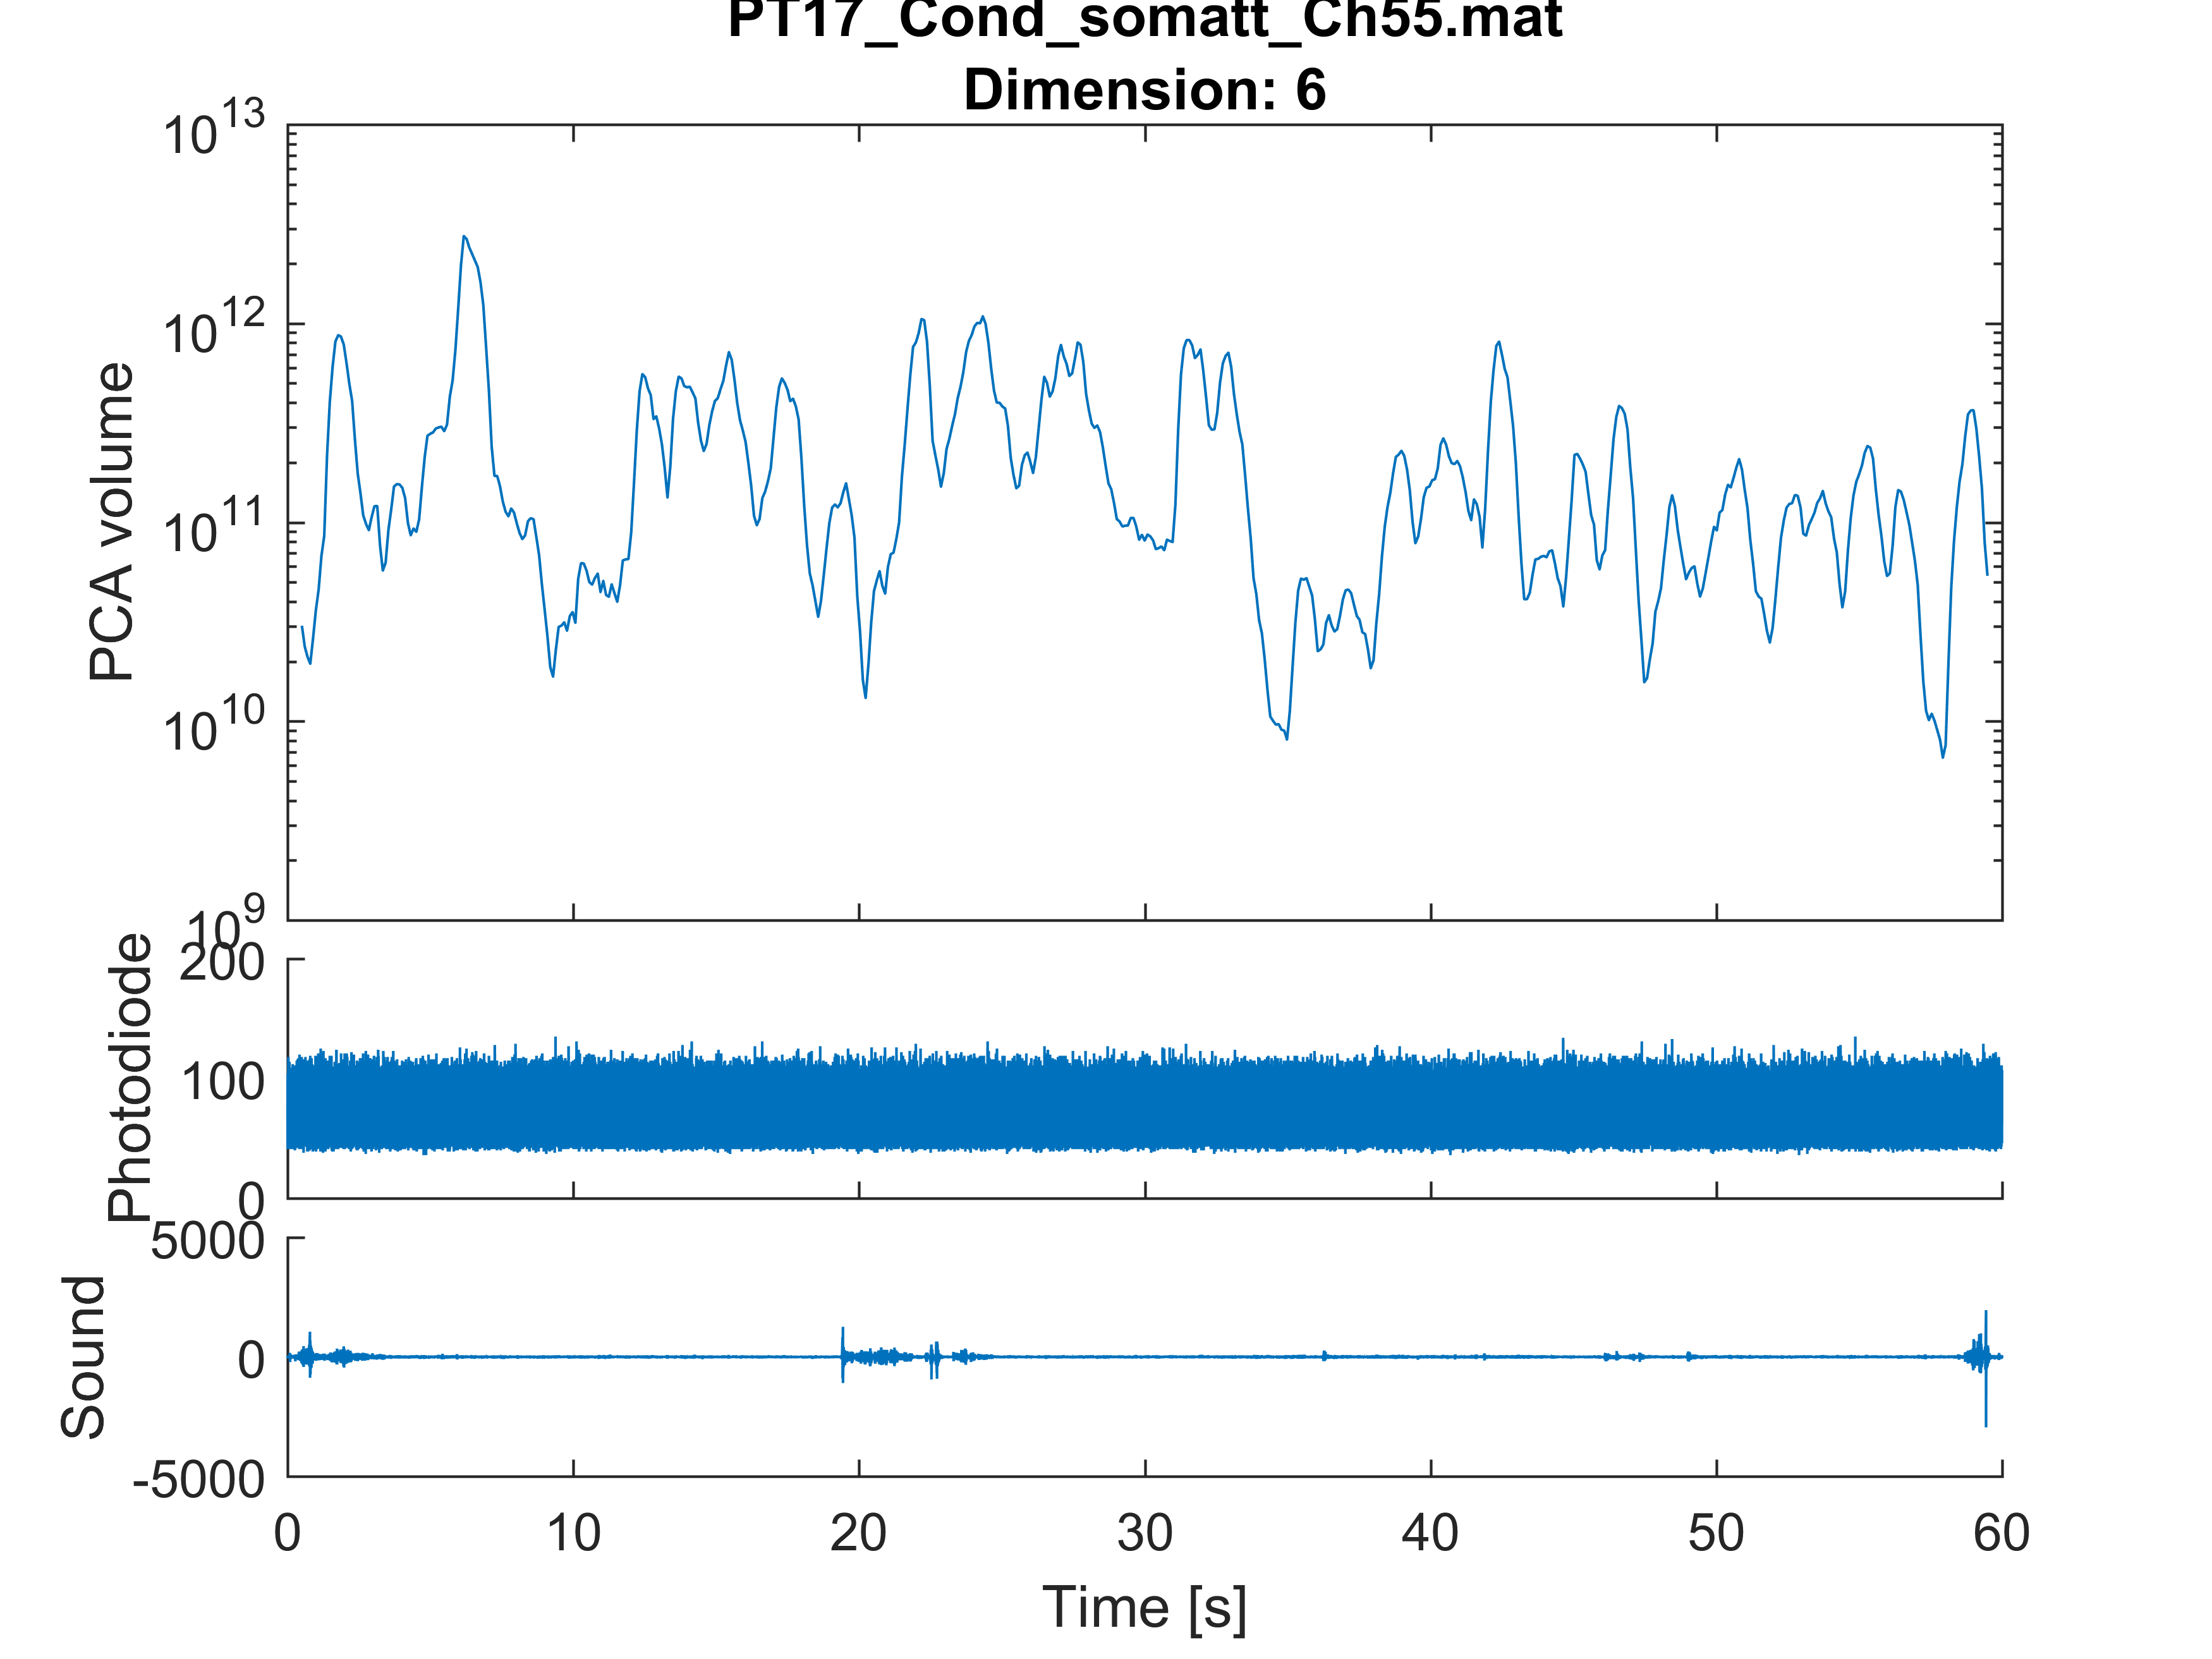 PT17_Cond_somatt_Ch55.mat
Dimension: 6
10^13
10^12
10^11
10^10
10^9
PCA volume
200
100
0
Photodiode
5000
0
-5000
Sound
0 10 20 30 40 50 60
Time [s]